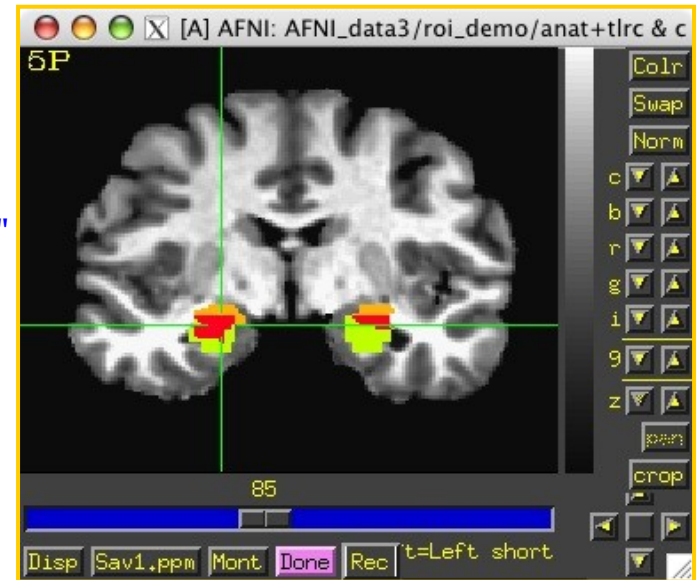 [A] AFNI: AFNI_data3/roi_demo/anat+tlrc & c
5P
Colr
Swap
Norm
"
c
b
r
g
i
9
z
pan
crop
85
Disp Sav1.ppm Mont Done Rec t=Left short